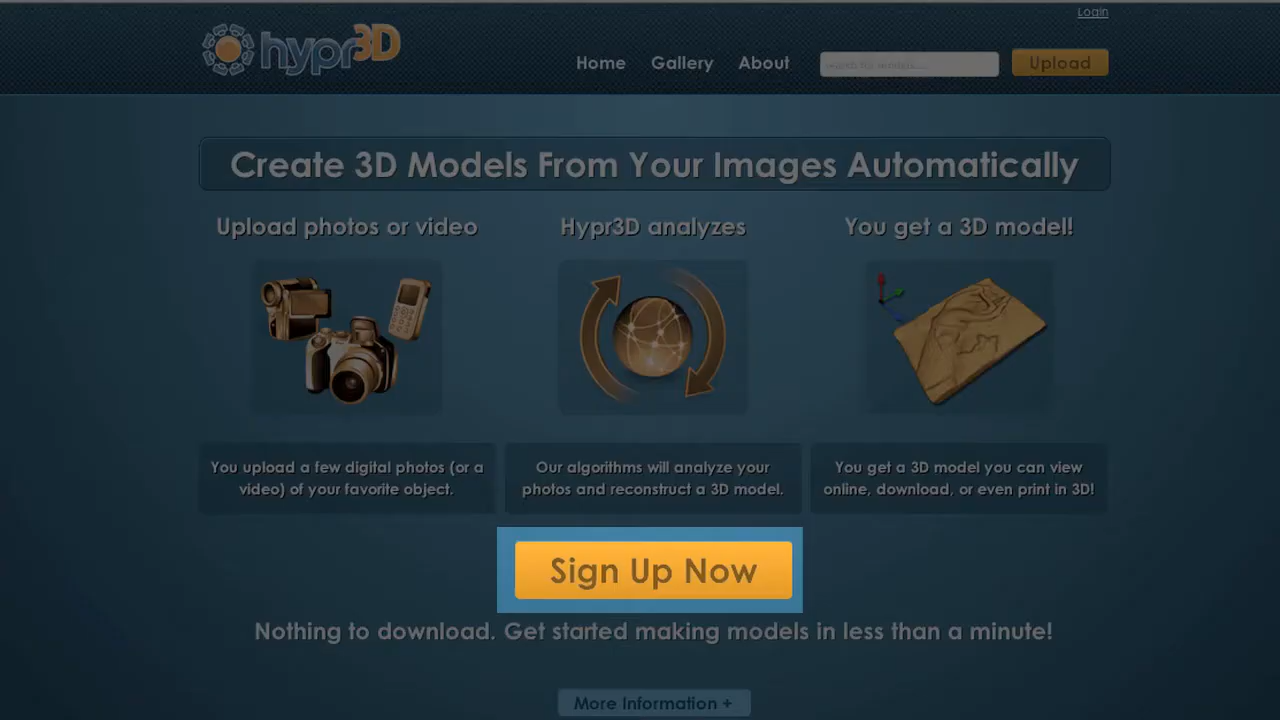 Login
hypr3D
Home Gallery About
search for models...
Upload
Create 3D Models From Your Images Automatically
Upload photos or video
Hypr3D analyzes
You get a 3D model!
You upload a few digital photos (or a
video) of your favorite object.
Our algorithms will analyze your
photos and reconstruct a 3D model.
You get a 3D model you can view
online, download, or even print in 3D!
Sign Up Now
Nothing to download. Get started making models in less than a minute!
More Information +